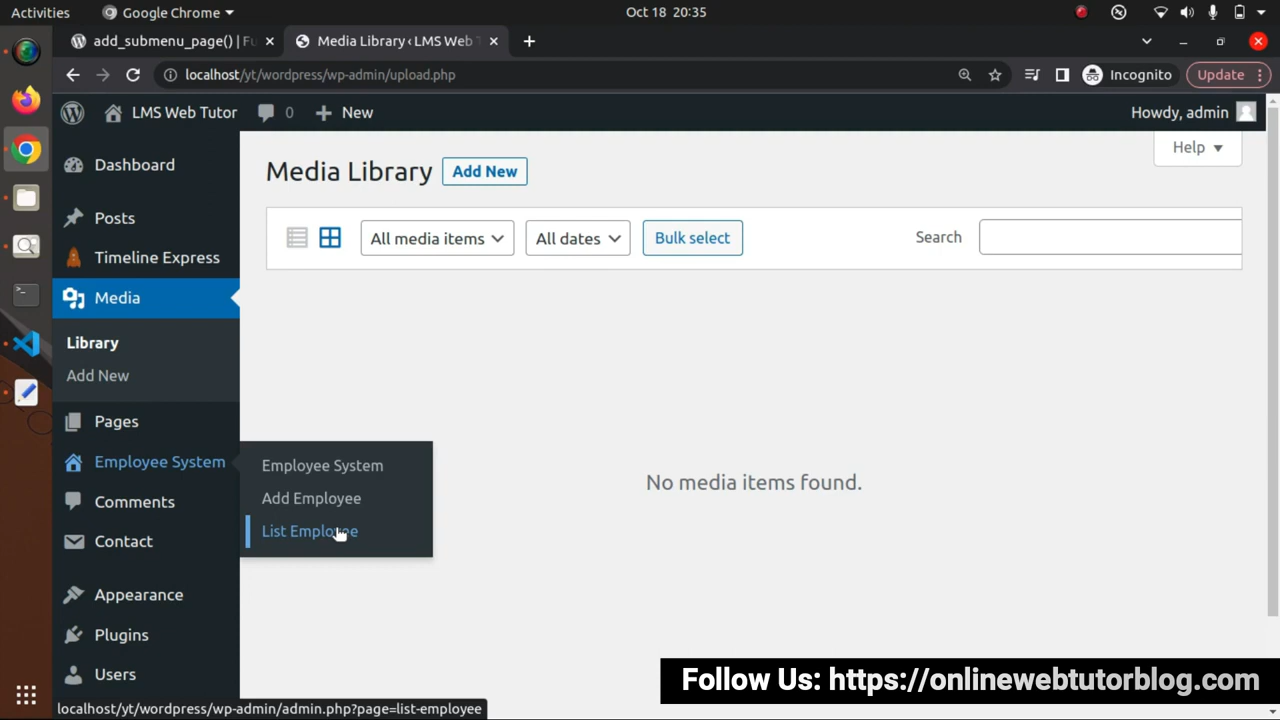 Activities Google Chrome Oct 18 20:35
add_submenu_page() | Fu Media Library ‹ LMS Web T
localhost/yt/wordpress/wp-admin/upload.php Incognito Update
LMS Web Tutor 0 New Howdy, admin
Help
Dashboard
Posts
Timeline Express
Media
Library
Add New
Pages
Employee System
Comments
Contact
Appearance
Plugins
Users
Media Library Add New
All media items All dates Bulk select Search
No media items found.
Employee System
Add Employee
List Employee
Follow Us: https://onlinewebtutorblog.com
localhost/yt/wordpress/wp-admin/admin.php?page=list-employee